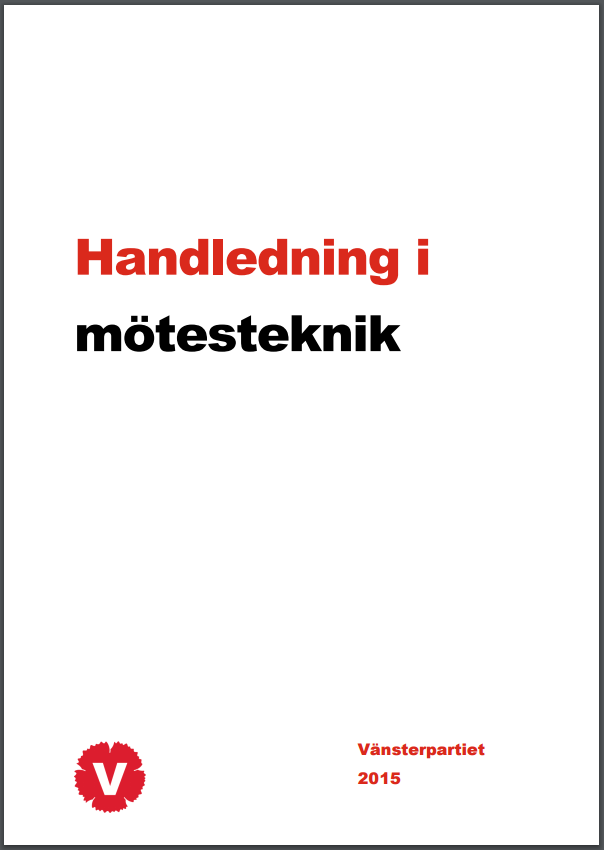 Handledning i
mötesteknik
V
Vänsterpartiet
2015